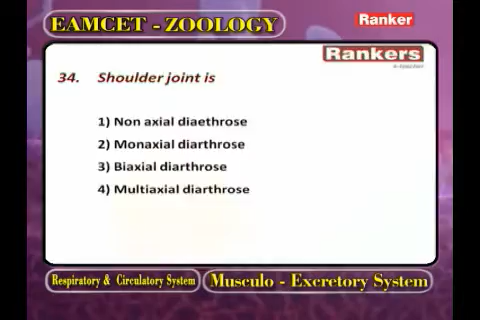 EAMCET - ZOOLOGY
Ranker
Rankers
34. Shoulder joint is
1) Non axial diaethrose
2) Monaxial diarthrose
3) Biaxial diarthrose
4) Multiaxial diarthrose
Respiratory & Circulatory System
Musculo - Excretory System